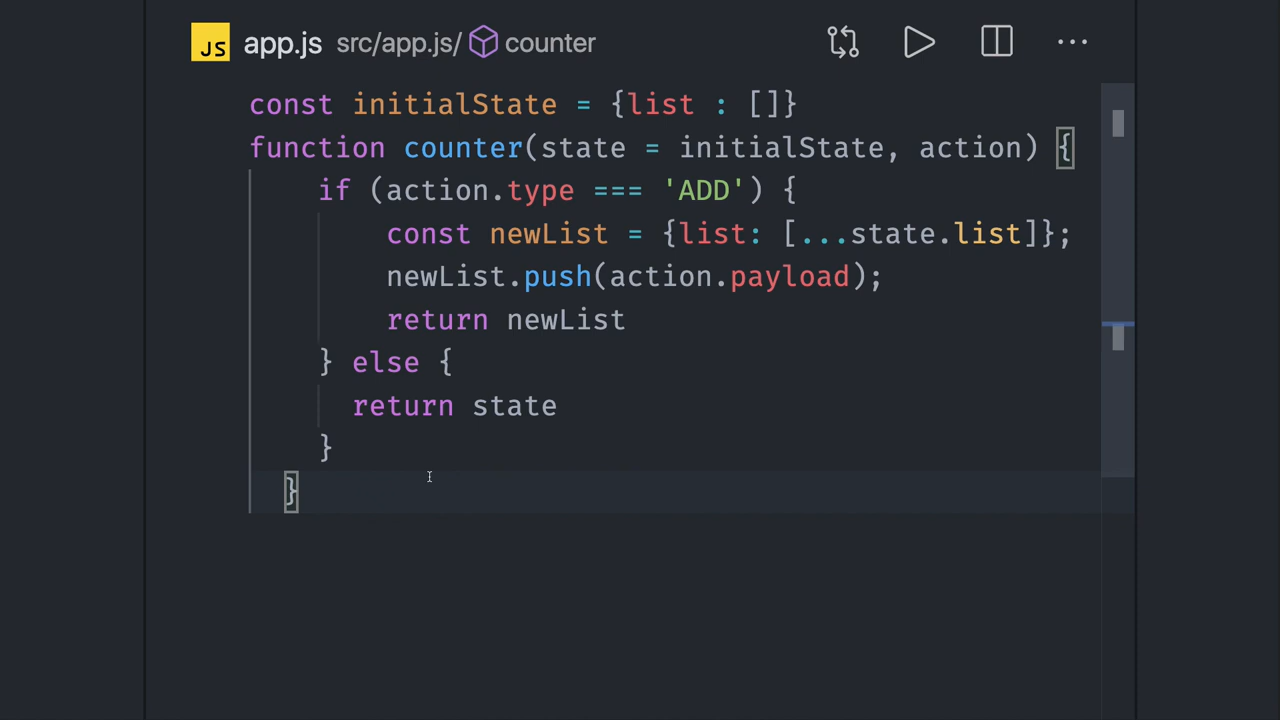 JS app.js src/app.js/ counter ...
const initialState = {list : []}
function counter(state = initialState, action) {
    if (action.type === 'ADD') {
        const newList = {list: [...state.list]};
        newList.push(action.payload);
        return newList
    } else {
      return state
    }
  }